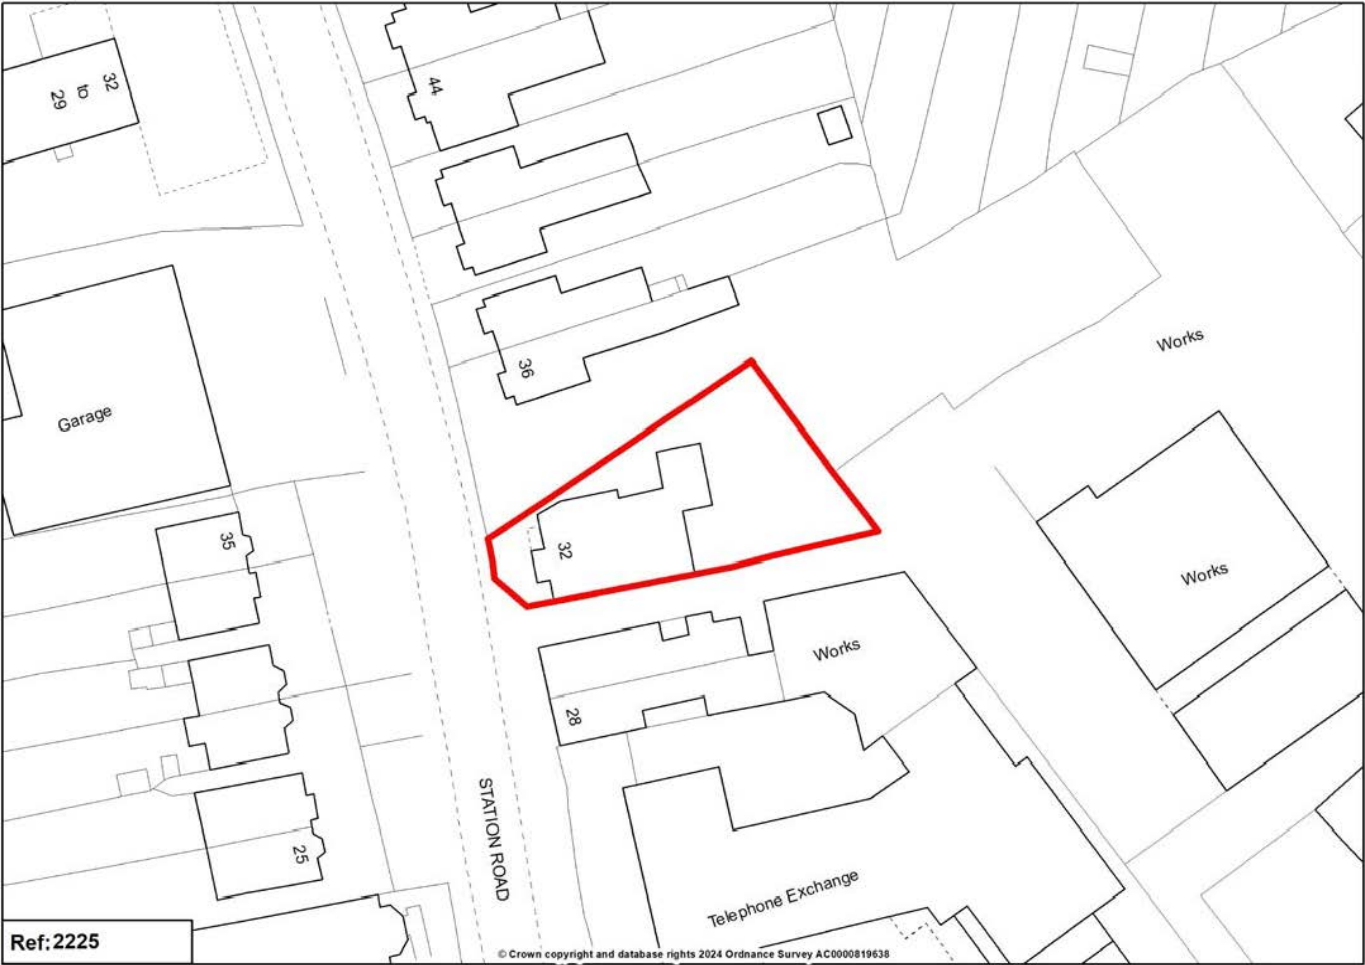 44
32
to
29
Works
36
Garage
32
35
Works
Works
28
STATION ROAD
25
Telephone Exchange
Ref:2225
© Crown copyright and database rights 2024 Ordnance Survey AC0000819638